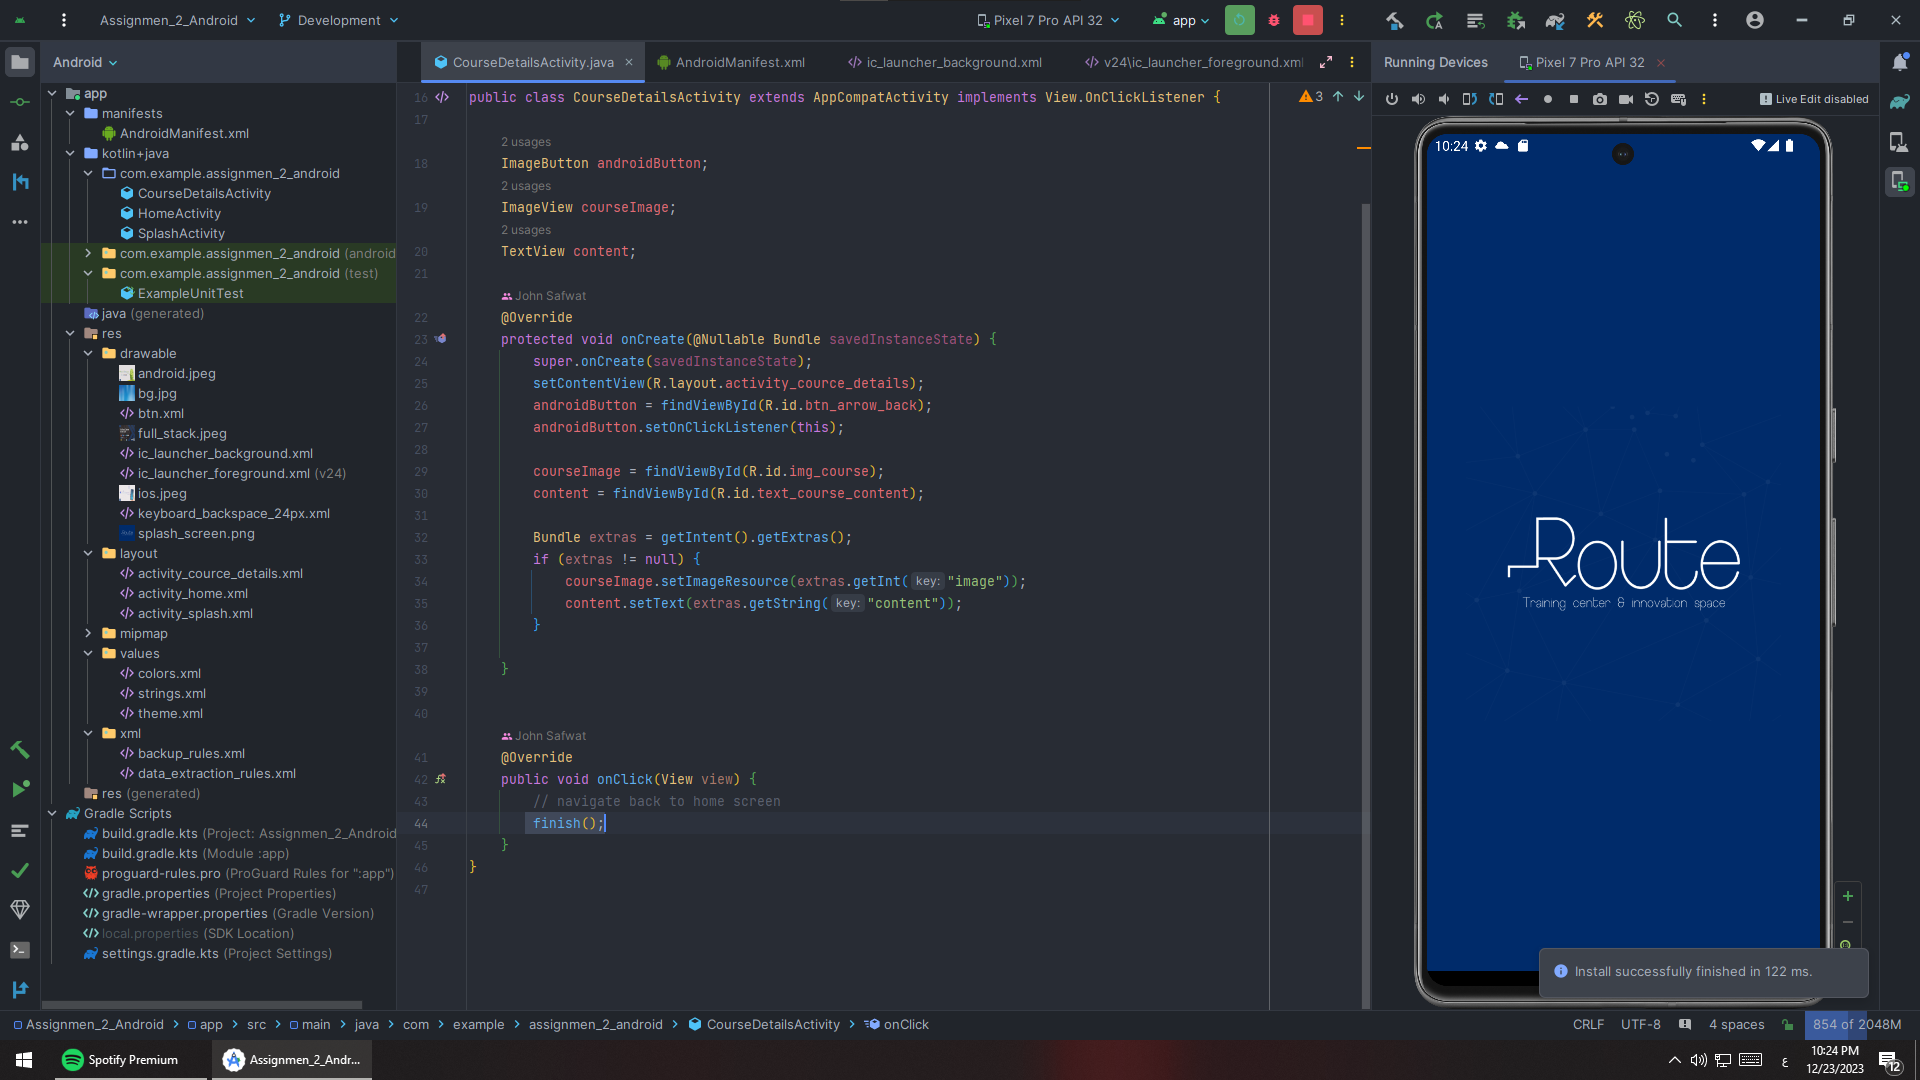 Assignmen_2_Android
Development
Pixel 7 Pro API 32
app
Android
CourseDetailsActivity.java
AndroidManifest.xml
ic_launcher_background.xml
v24\ic_launcher_foreground.xml
Running Devices
Pixel 7 Pro API 32
Live Edit disabled
app
manifests
AndroidManifest.xml
kotlin+java
com.example.assignmen_2_android
CourseDetailsActivity
HomeActivity
SplashActivity
com.example.assignmen_2_android (android
com.example.assignmen_2_android (test)
ExampleUnitTest
java (generated)
res
drawable
android.jpeg
bg.jpg
btn.xml
full_stack.jpeg
ic_launcher_background.xml
ic_launcher_foreground.xml (v24)
ios.jpeg
keyboard_backspace_24px.xml
splash_screen.png
layout
activity_cource_details.xml
activity_home.xml
activity_splash.xml
mipmap
values
colors.xml
strings.xml
theme.xml
xml
backup_rules.xml
data_extraction_rules.xml
res (generated)
Gradle Scripts
build.gradle.kts (Project: Assignmen_2_Android
build.gradle.kts (Module :app)
proguard-rules.pro (ProGuard Rules for ":app")
gradle.properties (Project Properties)
gradle-wrapper.properties (Gradle Version)
local.properties (SDK Location)
settings.gradle.kts (Project Settings)
16 public class CourseDetailsActivity extends AppCompatActivity implements View.OnClickListener {
3
17
2 usages
18 ImageButton androidButton;
2 usages
19 ImageView courseImage;
2 usages
20 TextView content;
21
John Safwat
22 @Override
23 protected void onCreate(@Nullable Bundle savedInstanceState) {
24 super.onCreate(savedInstanceState);
25 setContentView(R.layout.activity_cource_details);
26 androidButton = findViewById(R.id.btn_arrow_back);
27 androidButton.setOnClickListener(this);
28
29 courseImage = findViewById(R.id.img_course);
30 content = findViewById(R.id.text_course_content);
31
32 Bundle extras = getIntent().getExtras();
33 if (extras != null) {
34 courseImage.setImageResource(extras.getInt( key: "image"));
35 content.setText(extras.getString( key: "content"));
36 }
37
38 }
39
40
John Safwat
41 @Override
42 public void onClick(View view) {
43 // navigate back to home screen
44 finish();
45 }
46 }
47
10:24
Route
Training center & innovation space
Install successfully finished in 122 ms.
Assignmen_2_Android > app > src > main > java > com > example > assignmen_2_android > CourseDetailsActivity > onClick
CRLF
UTF-8
4 spaces
854 of 2048M
Spotify Premium
Assignmen_2_Andr...
ع
10:24 PM
12/23/2023
12